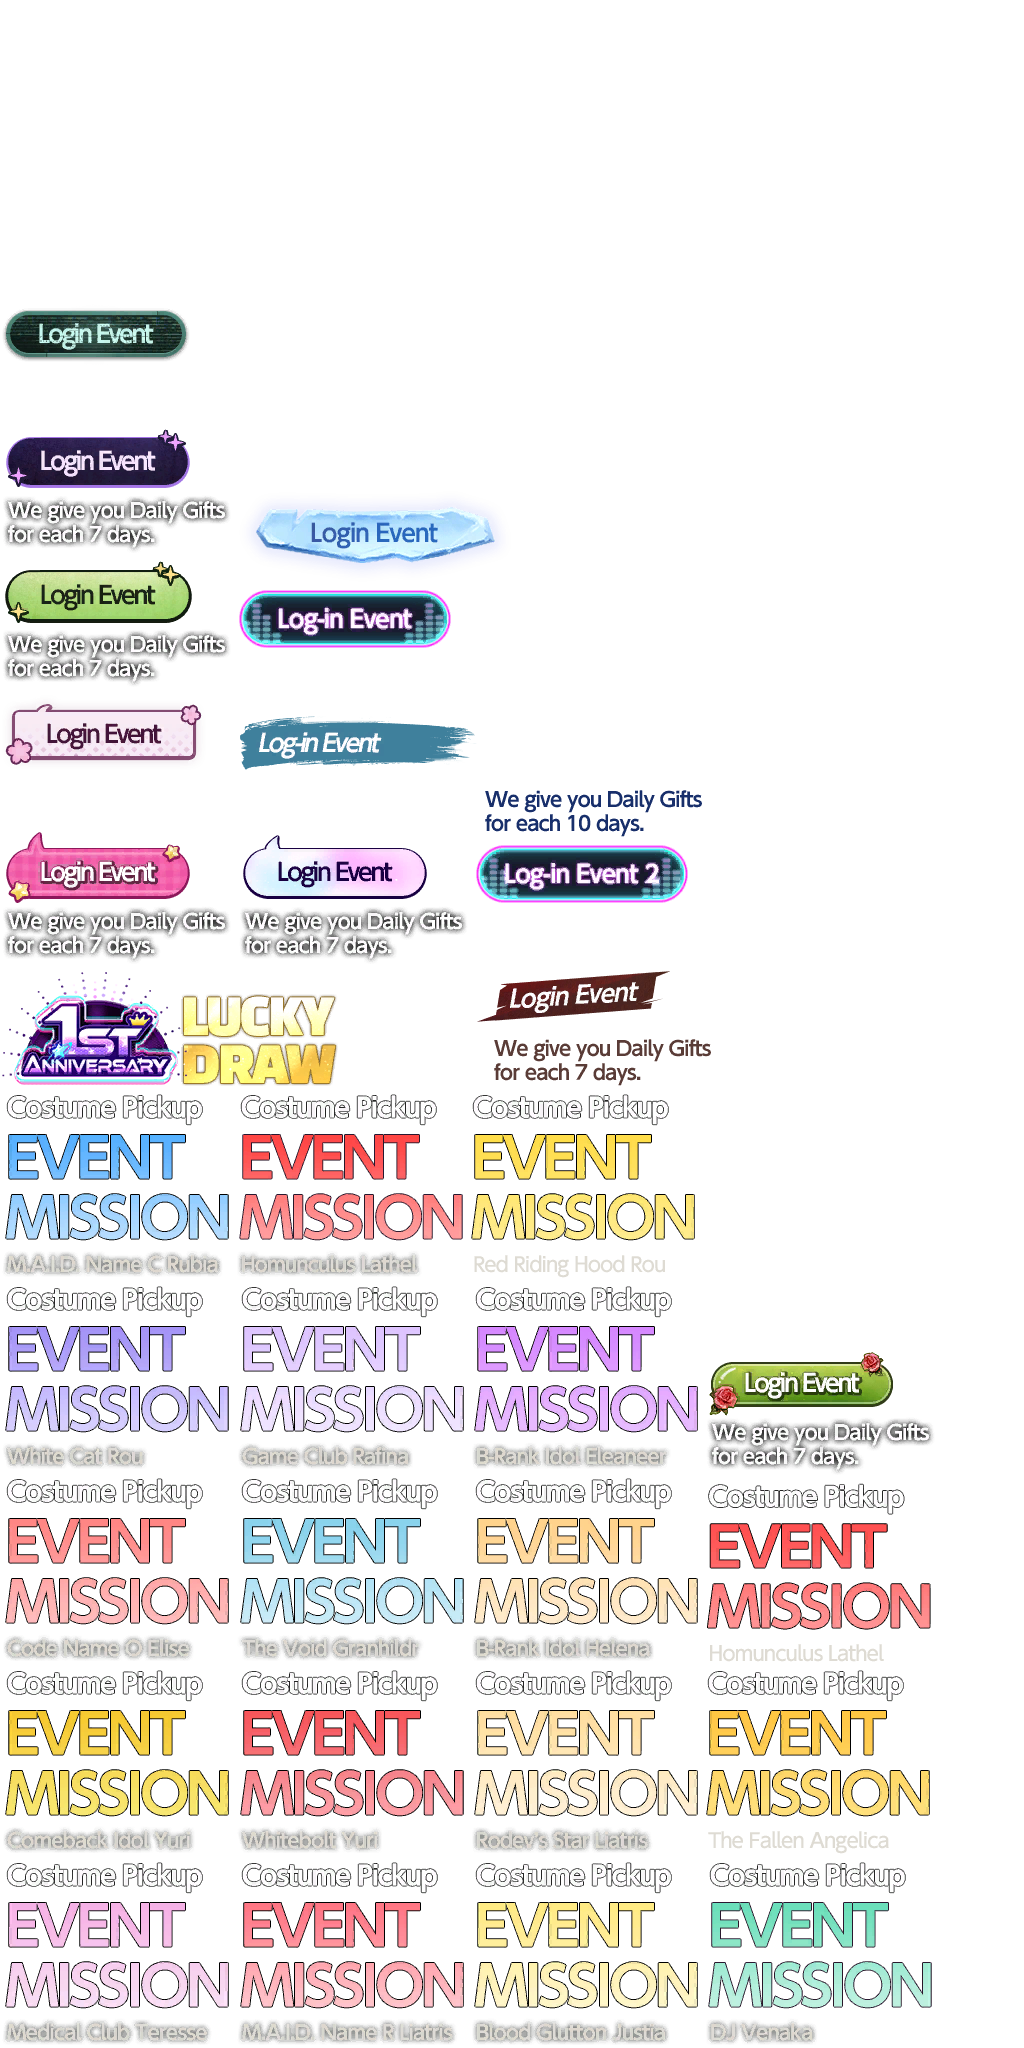 Login Event
Login Event
We give you Daily Gifts
for each 7 days.
Login Event
Login Event
We give you Daily Gifts
for each 7 days.
Log-in Event
Login Event
Log-in Event
We give you Daily Gifts
for each 10 days.
Login Event
We give you Daily Gifts
for each 7 days.
Login Event
We give you Daily Gifts
for each 7 days.
Log-in Event 2
1ST
ANNIVERSARY
LUCKY
DRAW
Login Event
We give you Daily Gifts
for each 7 days.
Costume Pickup
EVENT
MISSION
M.A.I.D. Name C Rubia
Costume Pickup
EVENT
MISSION
Homunculus Lathel
Costume Pickup
EVENT
MISSION
Red Riding Hood Rou
Costume Pickup
EVENT
MISSION
White Cat Rou
Costume Pickup
EVENT
MISSION
Game Club Rafina
Costume Pickup
EVENT
MISSION
B-Rank Idol Eleaneer
Login Event
We give you Daily Gifts
for each 7 days.
Costume Pickup
EVENT
MISSION
Code Name O Elise
Costume Pickup
EVENT
MISSION
The Void Granhildr
Costume Pickup
EVENT
MISSION
B-Rank Idol Helena
Costume Pickup
EVENT
MISSION
Homunculus Lathel
Costume Pickup
EVENT
MISSION
Comeback Idol Yuri
Costume Pickup
EVENT
MISSION
Whitebolt Yuri
Costume Pickup
EVENT
MISSION
Rodev's Star Liatris
Costume Pickup
EVENT
MISSION
The Fallen Angelica
Costume Pickup
EVENT
MISSION
Medical Club Teresse
Costume Pickup
EVENT
MISSION
M.A.I.D. Name R Liatris
Costume Pickup
EVENT
MISSION
Blood Glutton Justia
Costume Pickup
EVENT
MISSION
DJ Venaka